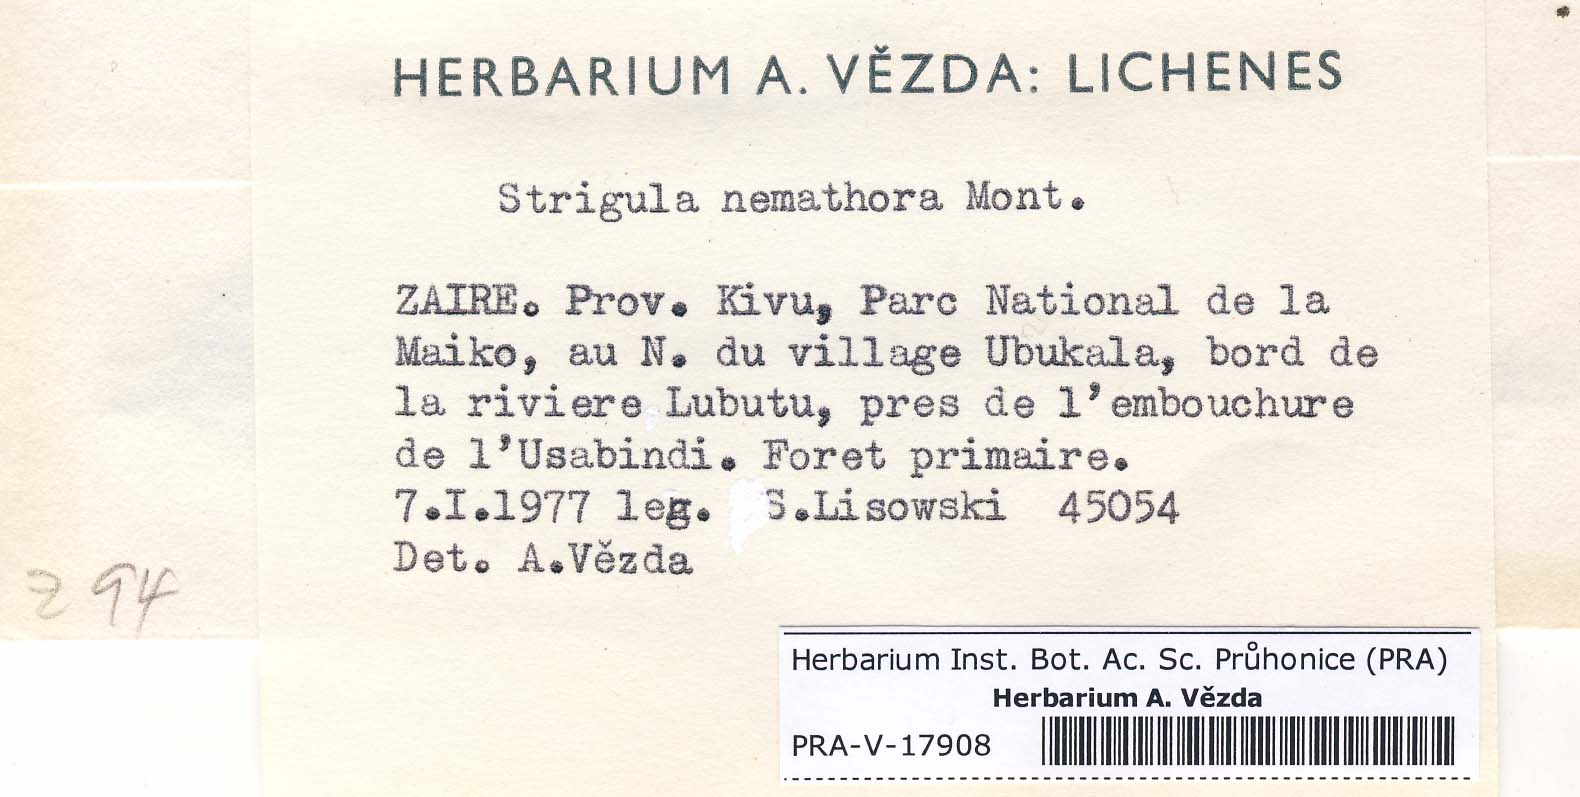 HERBARIUM A. VĚZDA: LICHENES
Strigula nemathora Mont.
ZAIRE. Prov. Kivu, Parc National de la
Maiko, au N. du village Ubukala, bord de
la riviere Lubutu, pres de l'embouchure
de l'Usabindi. Foret primaire.
7.I.1977 leg. S.Lisowski 45054
Det. A.Vězda
z 94
Herbarium Inst. Bot. Ac. Sc. Průhonice (PRA)
Herbarium A. Vězda
PRA-V-17908